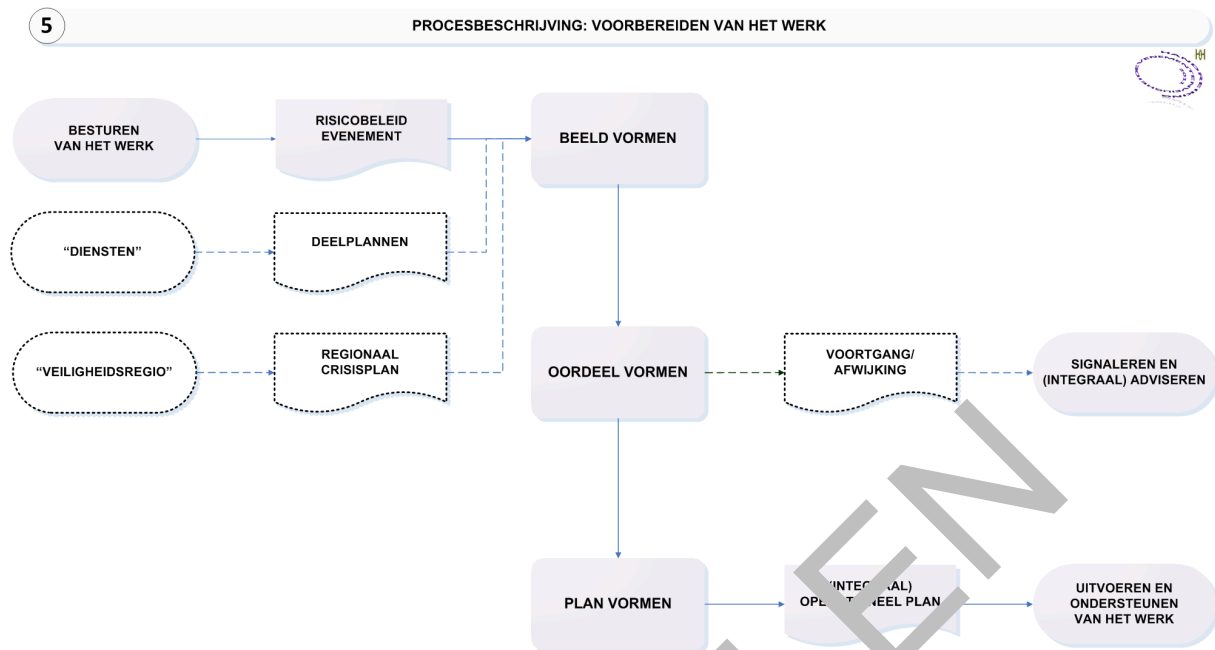 5
PROCESBESCHRIJVING: VOORBEREIDEN VAN HET WERK
BESTUREN
VAN HET WERK
RISICOBELEID
EVENEMENT
BEELD VORMEN
“DIENSTEN”
DEELPLANNEN
“VEILIGHEIDSREGIO”
REGIONAAL
CRISISPLAN
OORDEEL VORMEN
VOORTGANG/
AFWIJKING
SIGNALEREN EN
(INTEGRAAL) ADVISEREN
PLAN VORMEN
PLAN
UITVOEREN EN
ONDERSTEUNEN
VAN HET WERK
EN